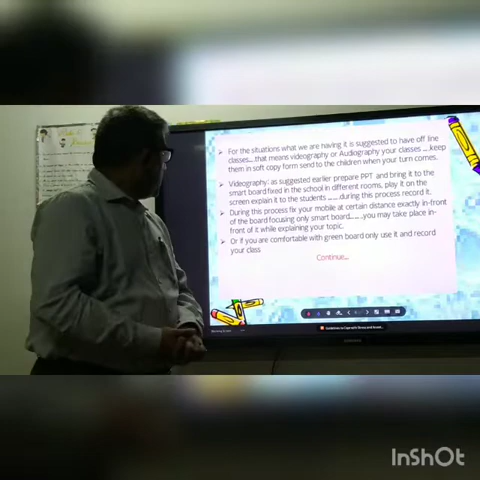 For the situations what we are having it is suggested to have off line
classes.... that means videography or Audiography your classes ....keep
them in soft copy form send to the children when your turn comes.
Videography: as suggested earlier prepare PPT and bring it to the
smart board fixed in the school in different rooms, play it on the
screen explain it to the students .......during this process record it.
During this process fix your mobile at certain distance exactly in-front
of the board focusing only smart board........you may take place in-
front of it while explaining your topic.
Or if you are comfortable with green board only use it and record
your class
Continue...
InShOt